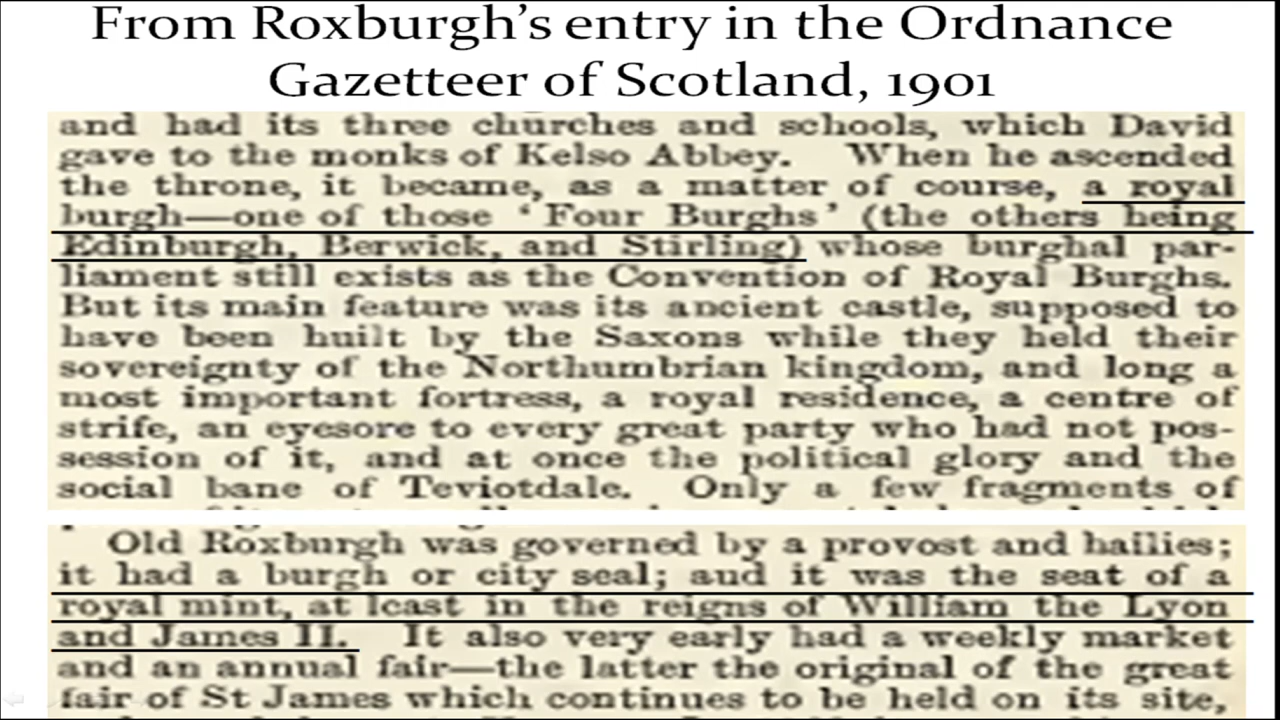 From Roxburgh's entry in the Ordnance
Gazetteer of Scotland, 1901
and had its three churches and schools, which David
gave to the monks of Kelso Abbey. When he ascended
the throne, it became, as a matter of course, a royal
burgh—one of those ‘Four Burghs’ (the others being
Edinburgh, Berwick, and Stirling) whose burghal par-
liament still exists as the Convention of Royal Burghs.
But its main feature was its ancient castle, supposed to
have been built by the Saxons while they held their
sovereignty of the Northumbrian kingdom, and long a
most important fortress, a royal residence, a centre of
strife, an eyesore to every great party who had not pos-
session of it, and at once the political glory and the
social bane of Teviotdale. Only a few fragments of
Old Roxburgh was governed by a provost and bailies;
it had a burgh or city seal; and it was the seat of a
royal mint, at least in the reigns of William the Lyon
and James II. It also very early had a weekly market
and an annual fair—the latter the original of the great
fair of St James which continues to be held on its site,